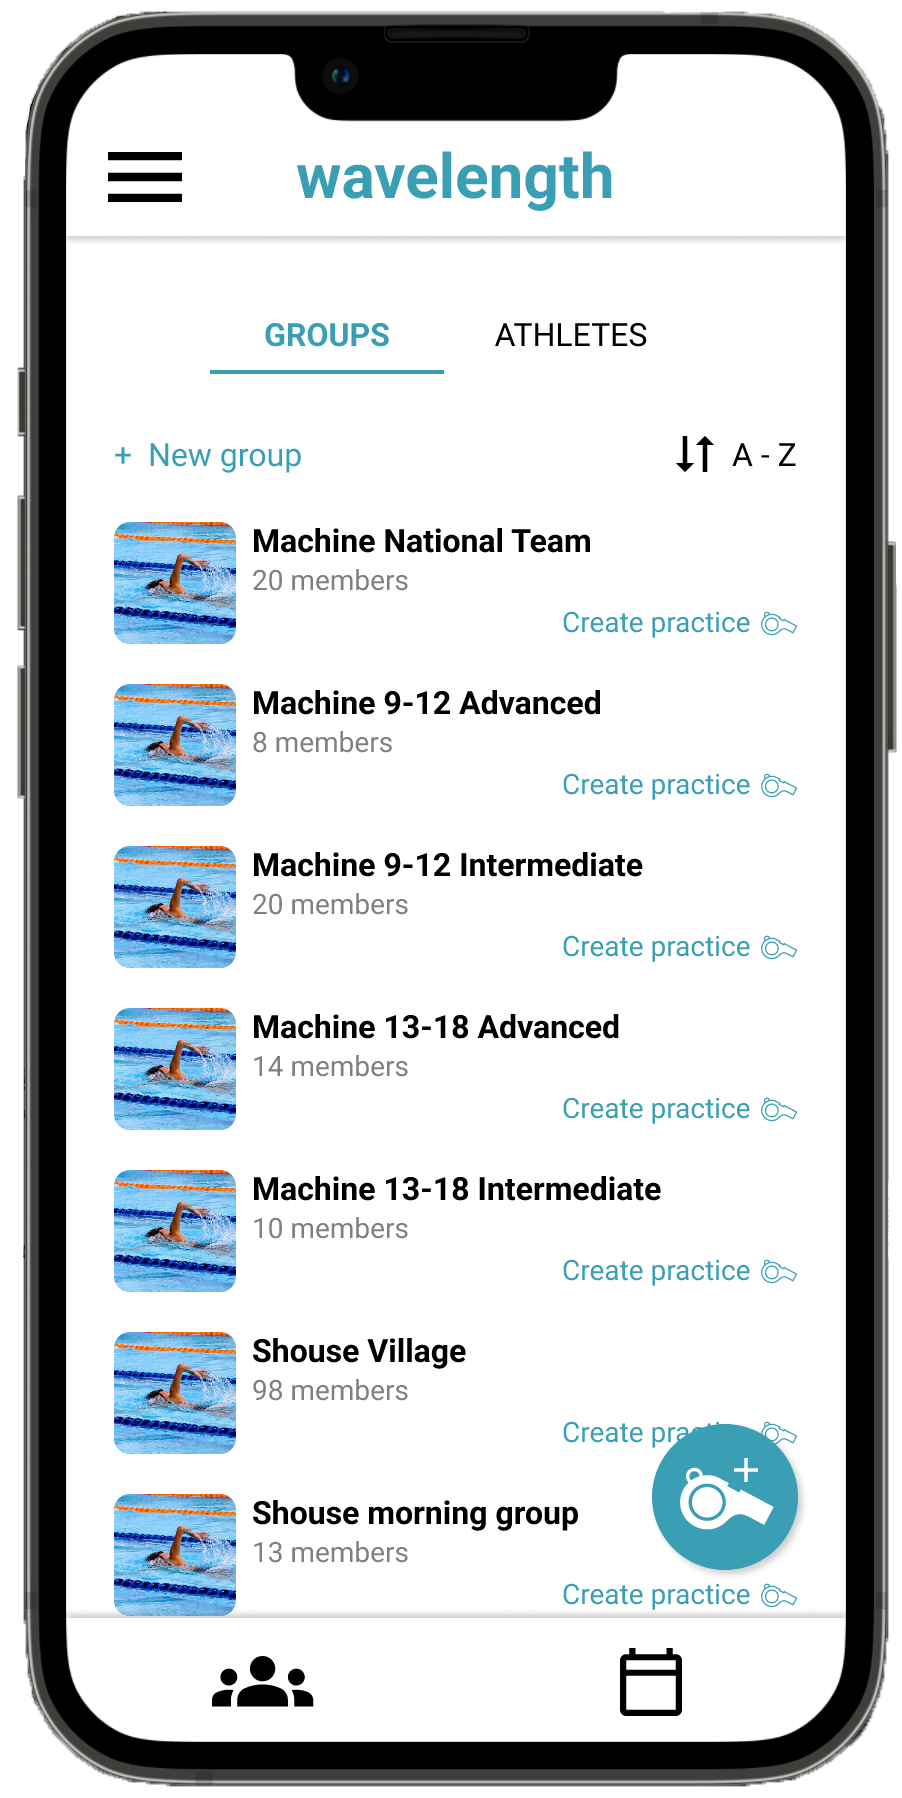 wavelength
GROUPS ATHLETES
+ New group A - Z
Machine National Team
20 members
Create practice
Machine 9-12 Advanced
8 members
Create practice
Machine 9-12 Intermediate
20 members
Create practice
Machine 13-18 Advanced
14 members
Create practice
Machine 13-18 Intermediate
10 members
Create practice
Shouse Village
98 members
Create practice
Shouse morning group
13 members
Create practice